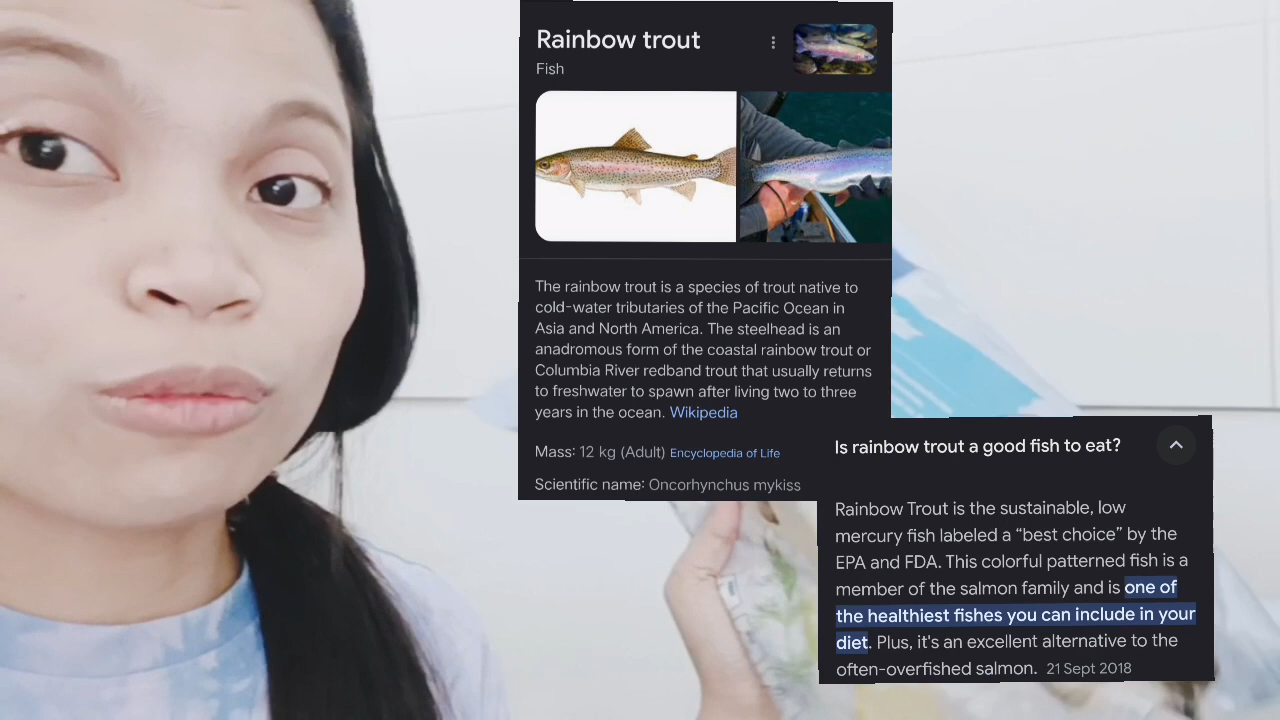 Rainbow trout
Fish
The rainbow trout is a species of trout native to
cold-water tributaries of the Pacific Ocean in
Asia and North America. The steelhead is an
anadromous form of the coastal rainbow trout or
Columbia River redband trout that usually returns
to freshwater to spawn after living two to three
years in the ocean. Wikipedia
Mass: 12 kg (Adult) Encyclopedia of Life
Scientific name: Oncorhynchus mykiss
Is rainbow trout a good fish to eat?
Rainbow Trout is the sustainable, low
mercury fish labeled a “best choice” by the
EPA and FDA. This colorful patterned fish is a
member of the salmon family and is one of
the healthiest fishes you can include in your
diet. Plus, it's an excellent alternative to the
often-overfished salmon. 21 Sept 2018